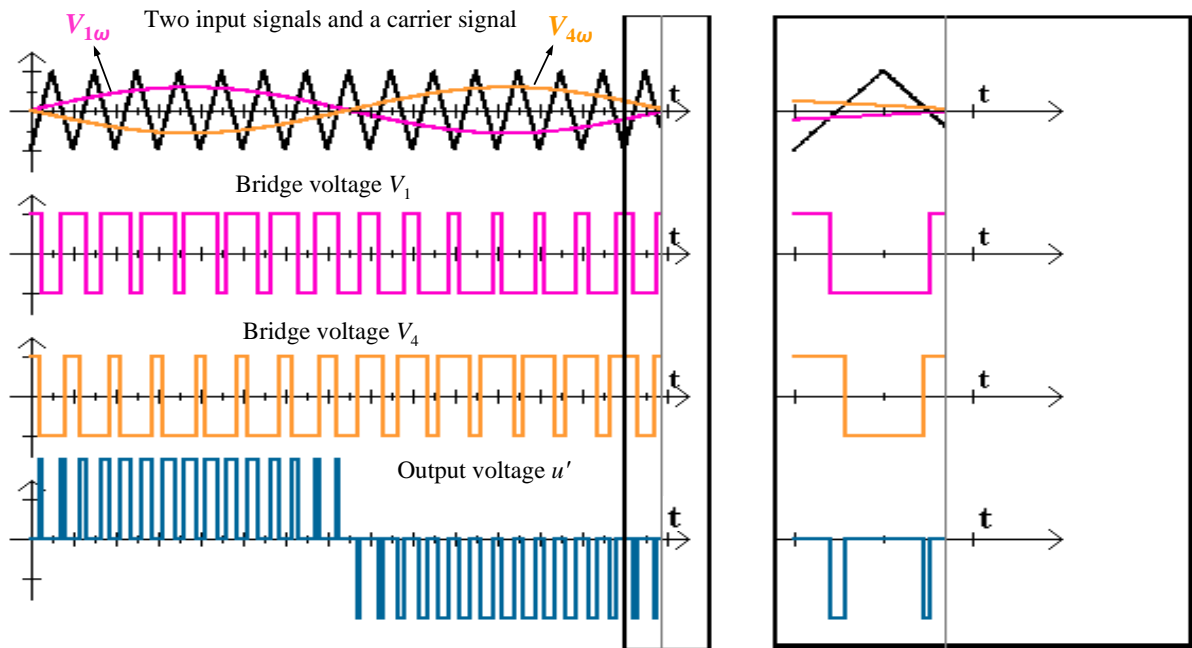 Two input signals and a carrier signal
V1ω
V4ω
t
t
Bridge voltage V1
t
t
Bridge voltage V4
t
t
Output voltage u′
t
t